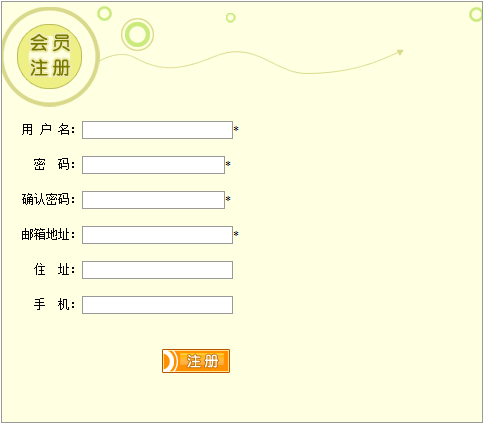 会员
注册
用 户 名：*
密　码：*
确认密码：*
邮箱地址：*
住　址：
手　机：
注册